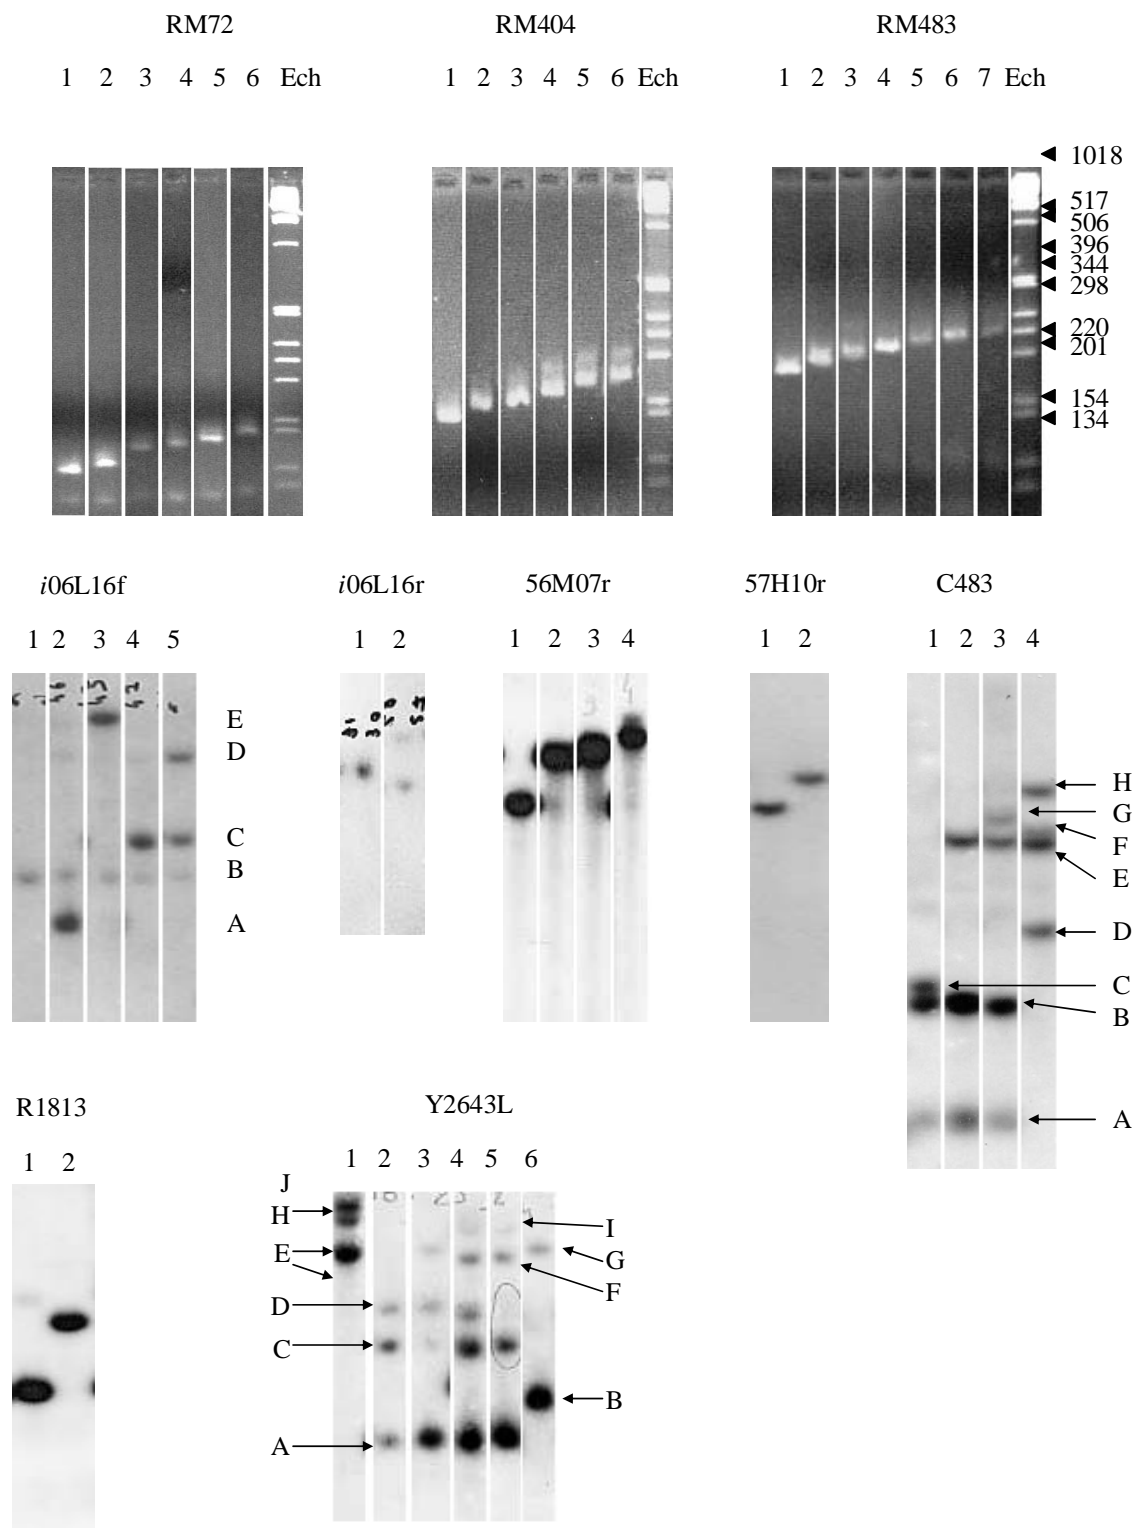 RM72 RM404 RM483
1 2 3 4 5 6 Ech 1 2 3 4 5 6 Ech 1 2 3 4 5 6 7 Ech
1018
517
506
396
344
298
220
201
154
134
i06L16f i06L16r 56M07r 57H10r C483
1 2 3 4 5 1 2 1 2 3 4 1 2 1 2 3 4
E
D
C
B
A
H
G
F
E
D
C
B
A
R1813 Y2643L
1 2 1 2 3 4 5 6
J
H
E
D
C
A
I
G
F
B